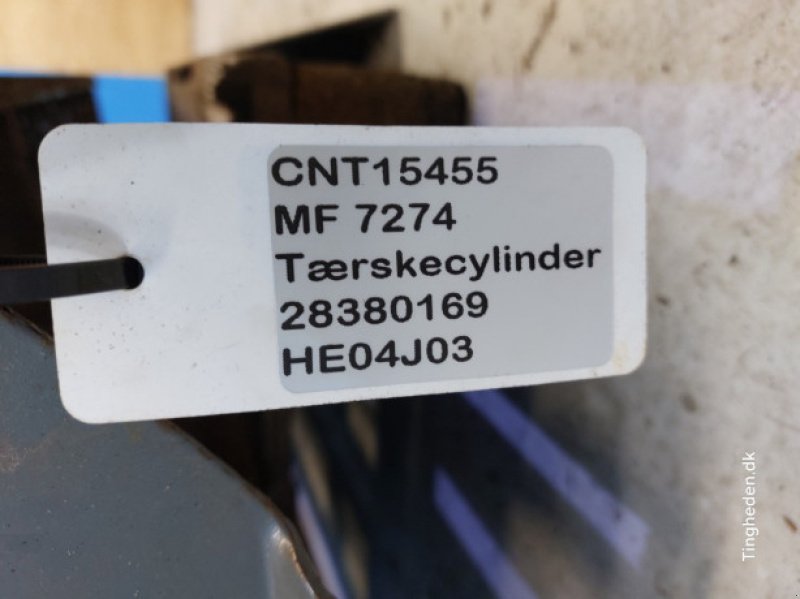 CNT15455
MF 7274
Tærskecylinder
28380169
HE04J03
Tingheden.dk